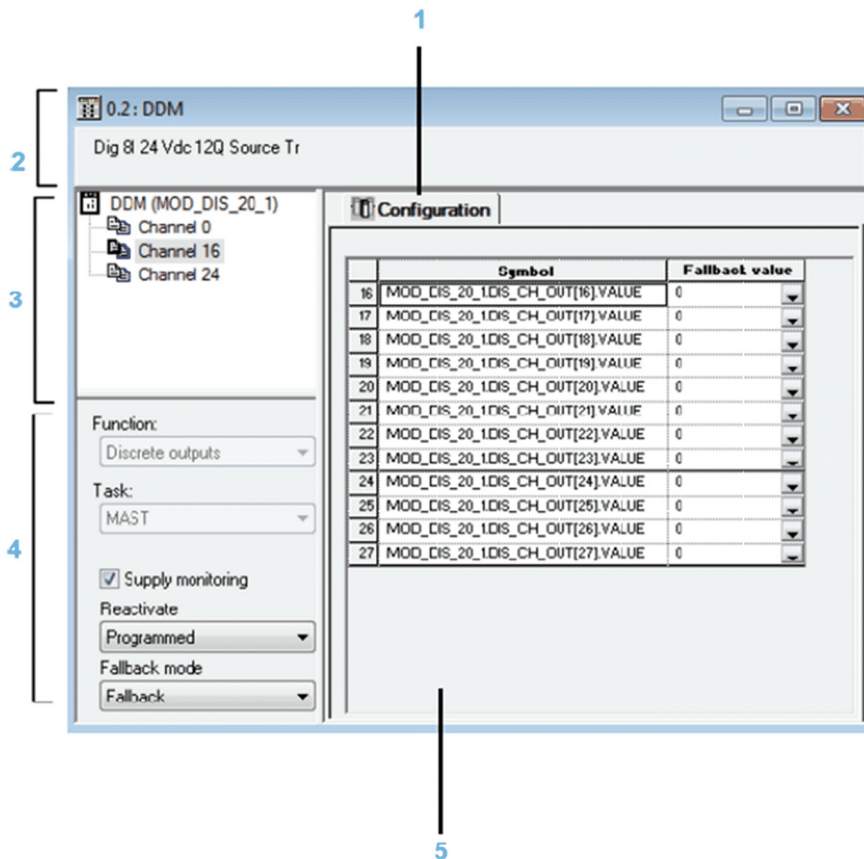 1
0.2 : DDM
Dig 8I 24 Vdc 12Q Source Tr
2
DDM (MOD_DIS_20_1)
Channel 0
Channel 16
Channel 24
3
Function:
Discrete outputs
Task:
MAST
Supply monitoring
Reactivate
Programmed
Fallback mode
Fallback
4
Configuration
Symbol Fallback value
16 MOD_DIS_20_1.DIS_CH_OUT[16].VALUE 0
17 MOD_DIS_20_1.DIS_CH_OUT[17].VALUE 0
18 MOD_DIS_20_1.DIS_CH_OUT[18].VALUE 0
19 MOD_DIS_20_1.DIS_CH_OUT[19].VALUE 0
20 MOD_DIS_20_1.DIS_CH_OUT[20].VALUE 0
21 MOD_DIS_20_1.DIS_CH_OUT[21].VALUE 0
22 MOD_DIS_20_1.DIS_CH_OUT[22].VALUE 0
23 MOD_DIS_20_1.DIS_CH_OUT[23].VALUE 0
24 MOD_DIS_20_1.DIS_CH_OUT[24].VALUE 0
25 MOD_DIS_20_1.DIS_CH_OUT[25].VALUE 0
26 MOD_DIS_20_1.DIS_CH_OUT[26].VALUE 0
27 MOD_DIS_20_1.DIS_CH_OUT[27].VALUE 0
5